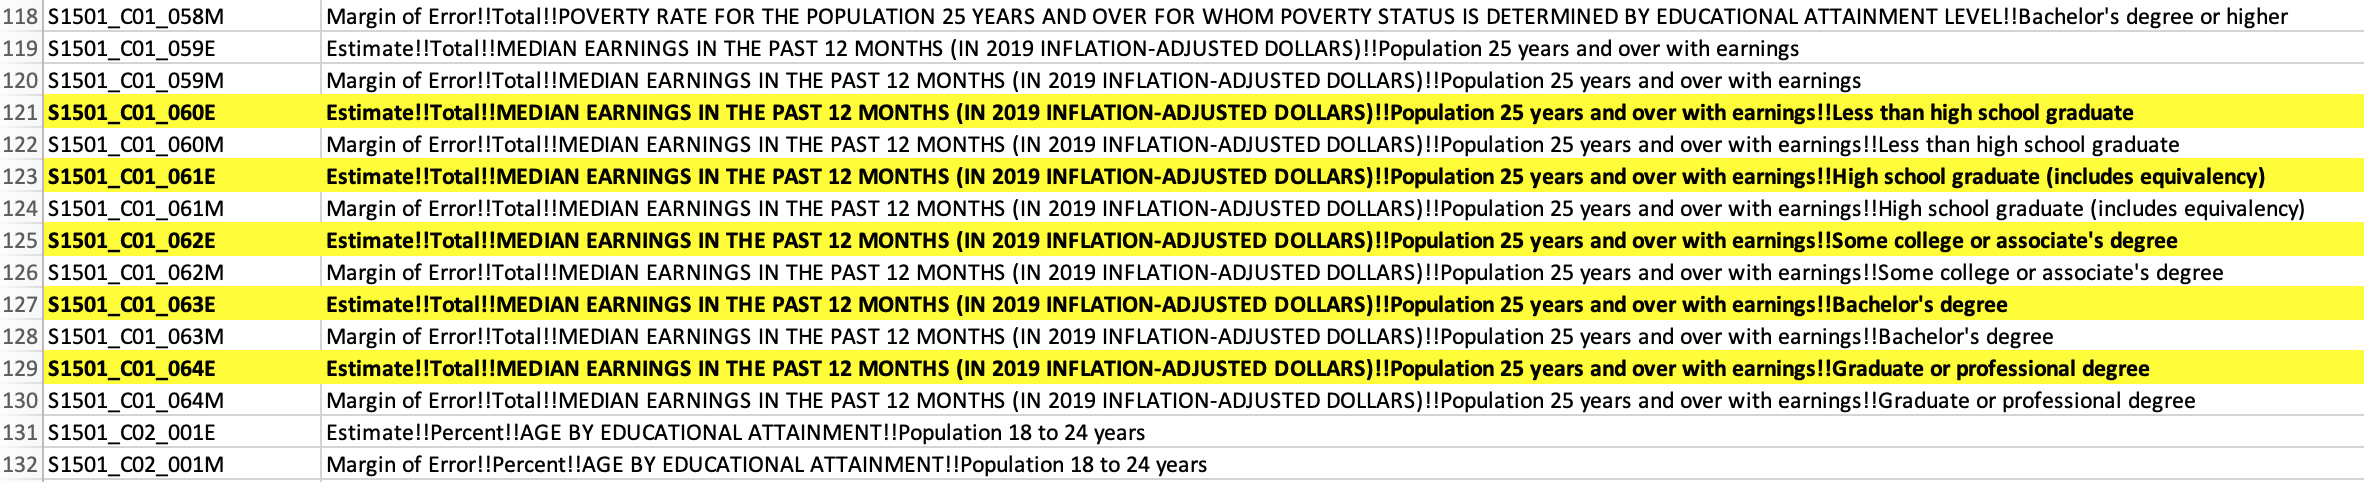 118 S1501_C01_058M Margin of Error!!Total!!POVERTY RATE FOR THE POPULATION 25 YEARS AND OVER FOR WHOM POVERTY STATUS IS DETERMINED BY EDUCATIONAL ATTAINMENT LEVEL!!Bachelor's degree or higher
119 S1501_C01_059E Estimate!!Total!!MEDIAN EARNINGS IN THE PAST 12 MONTHS (IN 2019 INFLATION-ADJUSTED DOLLARS)!!Population 25 years and over with earnings
120 S1501_C01_059M Margin of Error!!Total!!MEDIAN EARNINGS IN THE PAST 12 MONTHS (IN 2019 INFLATION-ADJUSTED DOLLARS)!!Population 25 years and over with earnings
121 S1501_C01_060E Estimate!!Total!!MEDIAN EARNINGS IN THE PAST 12 MONTHS (IN 2019 INFLATION-ADJUSTED DOLLARS)!!Population 25 years and over with earnings!!Less than high school graduate
122 S1501_C01_060M Margin of Error!!Total!!MEDIAN EARNINGS IN THE PAST 12 MONTHS (IN 2019 INFLATION-ADJUSTED DOLLARS)!!Population 25 years and over with earnings!!Less than high school graduate
123 S1501_C01_061E Estimate!!Total!!MEDIAN EARNINGS IN THE PAST 12 MONTHS (IN 2019 INFLATION-ADJUSTED DOLLARS)!!Population 25 years and over with earnings!!High school graduate (includes equivalency)
124 S1501_C01_061M Margin of Error!!Total!!MEDIAN EARNINGS IN THE PAST 12 MONTHS (IN 2019 INFLATION-ADJUSTED DOLLARS)!!Population 25 years and over with earnings!!High school graduate (includes equivalency)
125 S1501_C01_062E Estimate!!Total!!MEDIAN EARNINGS IN THE PAST 12 MONTHS (IN 2019 INFLATION-ADJUSTED DOLLARS)!!Population 25 years and over with earnings!!Some college or associate's degree
126 S1501_C01_062M Margin of Error!!Total!!MEDIAN EARNINGS IN THE PAST 12 MONTHS (IN 2019 INFLATION-ADJUSTED DOLLARS)!!Population 25 years and over with earnings!!Some college or associate's degree
127 S1501_C01_063E Estimate!!Total!!MEDIAN EARNINGS IN THE PAST 12 MONTHS (IN 2019 INFLATION-ADJUSTED DOLLARS)!!Population 25 years and over with earnings!!Bachelor's degree
128 S1501_C01_063M Margin of Error!!Total!!MEDIAN EARNINGS IN THE PAST 12 MONTHS (IN 2019 INFLATION-ADJUSTED DOLLARS)!!Population 25 years and over with earnings!!Bachelor's degree
129 S1501_C01_064E Estimate!!Total!!MEDIAN EARNINGS IN THE PAST 12 MONTHS (IN 2019 INFLATION-ADJUSTED DOLLARS)!!Population 25 years and over with earnings!!Graduate or professional degree
130 S1501_C01_064M Margin of Error!!Total!!MEDIAN EARNINGS IN THE PAST 12 MONTHS (IN 2019 INFLATION-ADJUSTED DOLLARS)!!Population 25 years and over with earnings!!Graduate or professional degree
131 S1501_C02_001E Estimate!!Percent!!AGE BY EDUCATIONAL ATTAINMENT!!Population 18 to 24 years
132 S1501_C02_001M Margin of Error!!Percent!!AGE BY EDUCATIONAL ATTAINMENT!!Population 18 to 24 years